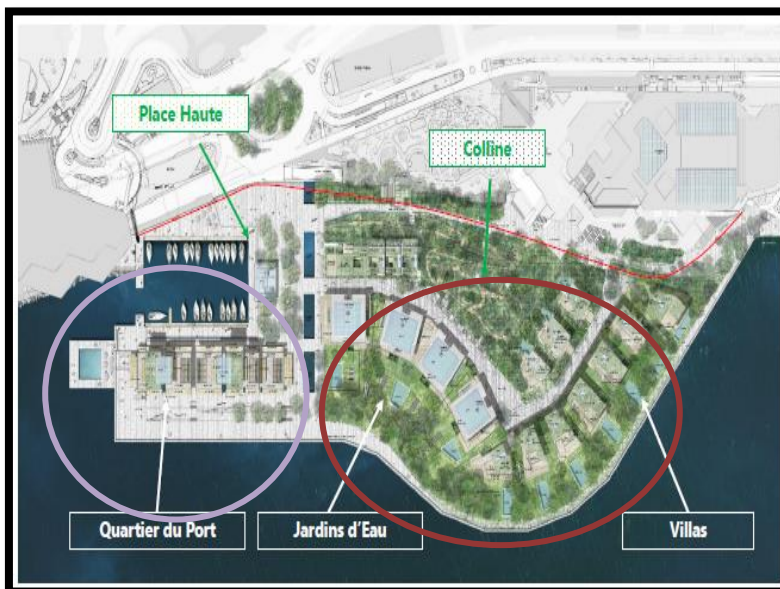 Place Haute
Colline
Quartier du Port
Jardins d'Eau
Villas